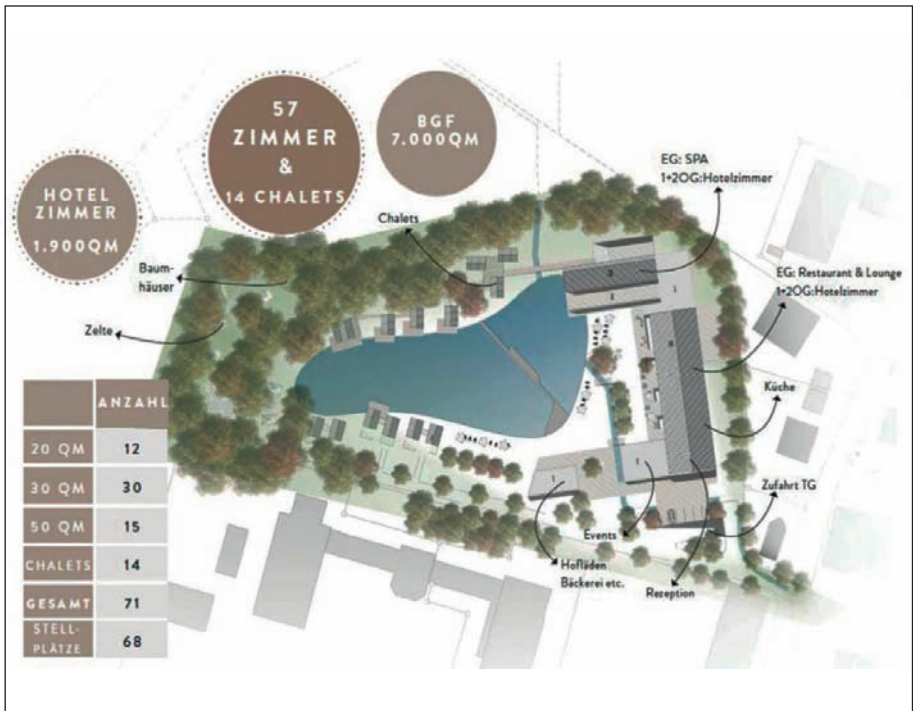 57
ZIMMER
&
14 CHALETS
BGF
7.000QM
HOTEL
ZIMMER
1.900QM
EG: SPA
1+2OG:Hotelzimmer
Chalets
EG: Restaurant & Lounge
1+2OG:Hotelzimmer
Baum-
häuser
Zelte
Küche
Zufahrt TG
Events
Hofläden
Bäckerei etc.
Rezeption
ANZAHL
20 QM 12
30 QM 30
50 QM 15
CHALETS 14
GESAMT 71
STELL-
PLÄTZE 68